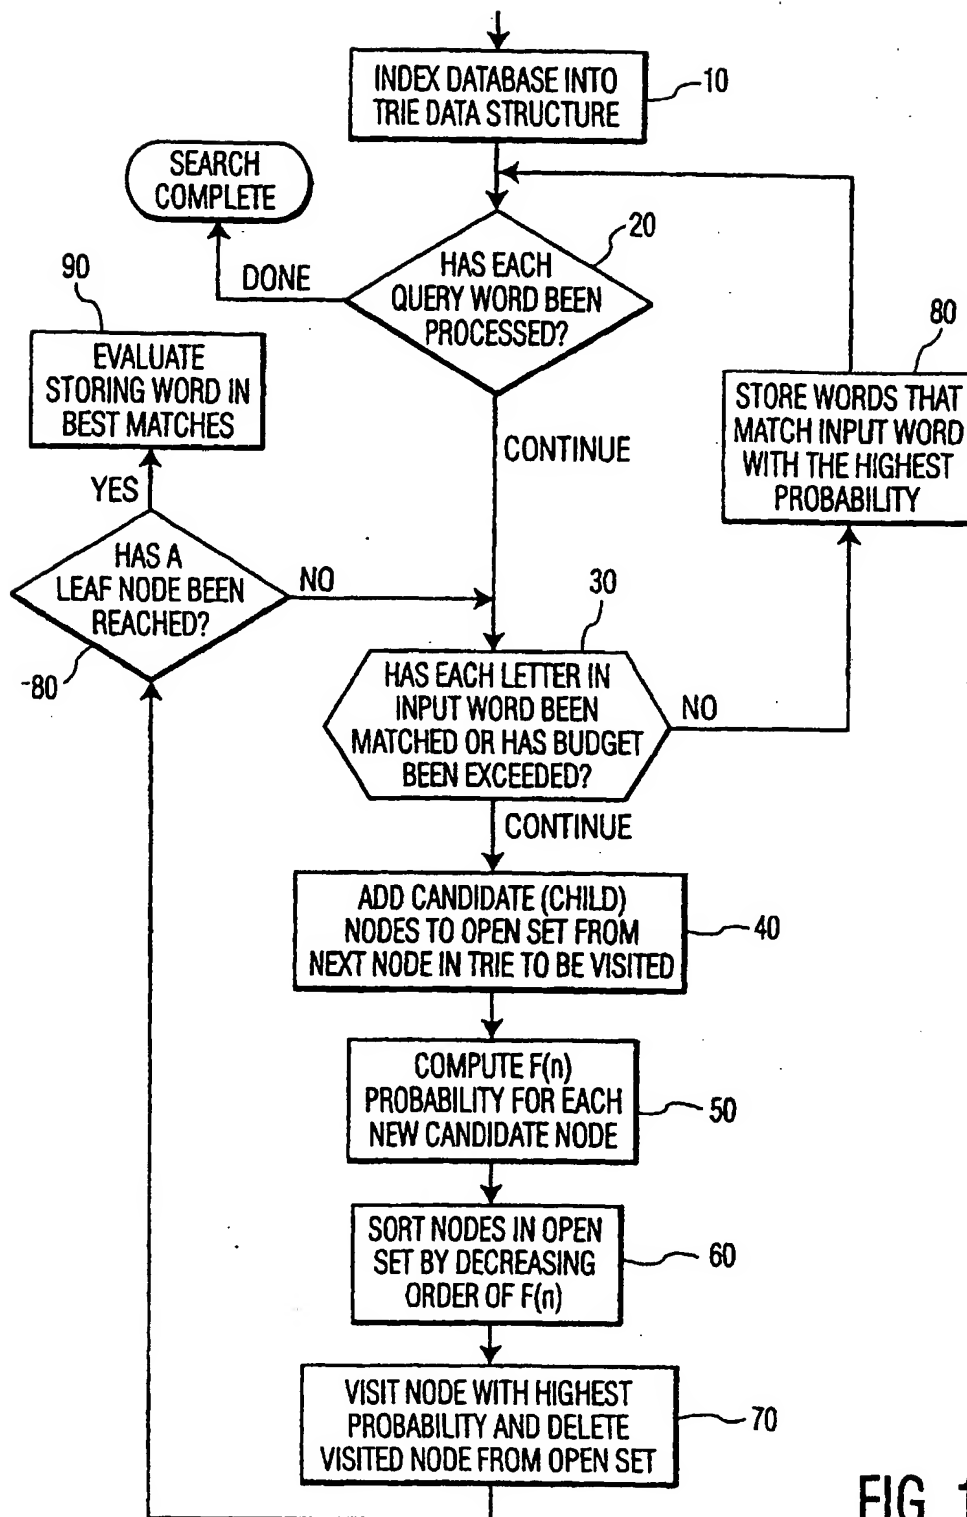 INDEX DATABASE INTO
TRIE DATA STRUCTURE
10
SEARCH
COMPLETE
20
DONE
HAS EACH
QUERY WORD BEEN
PROCESSED?
90
EVALUATE
STORING WORD IN
BEST MATCHES
80
STORE WORDS THAT
MATCH INPUT WORD
WITH THE HIGHEST
PROBABILITY
CONTINUE
YES
HAS A
LEAF NODE BEEN
REACHED?
NO
80
30
HAS EACH LETTER IN
INPUT WORD BEEN
MATCHED OR HAS BUDGET
BEEN EXCEEDED?
NO
CONTINUE
ADD CANDIDATE (CHILD)
NODES TO OPEN SET FROM
NEXT NODE IN TRIE TO BE VISITED
40
COMPUTE F(n)
PROBABILITY FOR EACH
NEW CANDIDATE NODE
50
SORT NODES IN OPEN
SET BY DECREASING
ORDER OF F(n)
60
VISIT NODE WITH HIGHEST
PROBABILITY AND DELETE
VISITED NODE FROM OPEN SET
70
FIG. 1